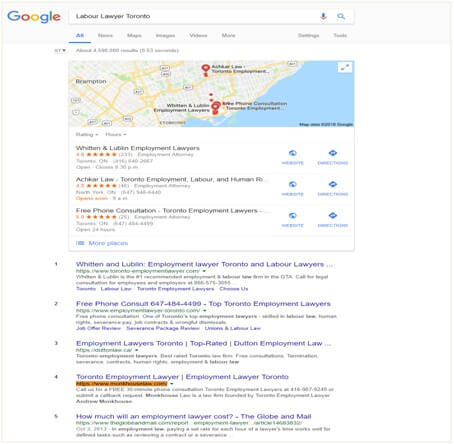 Google
Labour Lawyer Toronto
All News Maps Images Videos More Settings Tools
About 4,590,000 results (0.53 seconds)
Brampton
Achkar Law -
Toronto Employment...
Whitten & Lublin
Employment Lawyers
Free Phone Consultation
- Toronto Employment...
ETOBICOKE
Map data ©2018 Google
Rating Hours
Whitten & Lublin Employment Lawyers
(233) Employment Attorney
Toronto, ON · (416) 640-2667
Open · Closes 8:30 p.m.
WEBSITE DIRECTIONS
Achkar Law - Toronto Employment, Labour, and Human Ri...
4.9 (46) Employment Attorney
North York, ON · (647) 946-6440
Opens soon · 9 a.m.
WEBSITE DIRECTIONS
Free Phone Consultation - Toronto Employment Lawyers - ...
5.0 (25) Employment Attorney
Toronto, ON · (647) 484-4499
Open 24 hours
WEBSITE DIRECTIONS
More places
1 Whitten and Lublin: Employment lawyer Toronto and Labour Lawyers ...
https://www.toronto-employmentlawyer.com/
Whitten & Lublin is the #1 recommended employment & labour law firm in the GTA. Call for legal
consultation for employees and employers at 866-575-3055...
Toronto Labour Law Toronto Employment Lawyers Choose Us
2 Free Phone Consult 647-484-4499 - Top Toronto Employment Lawyers
https://www.employmentlawyer-toronto.com/
Free phone consultation. One of Toronto's top employment lawyers - skilled in labour law, human
rights, severance pay, job contracts & wrongful dismissals.
Job Offer Review Severance Package Review Unions & Labour Law
3 Employment Lawyers Toronto | Top-Rated | Dutton Employment Law ...
https://duttonlaw.ca/
Toronto employment lawyers. Best rated Toronto law firm. Free consultations. Termination,
severance, contracts, human rights, employment & labour law
4 Toronto Employment Lawyer | Employment Lawyer Toronto
https://www.monkhouselaw.com/
Call us for a FREE 30-minute phone consultation Toronto Employment Lawyers at 416-907-9249 or
submit a callback request. Monkhouse Law is a law firm founded by Toronto Employment Lawyer
Andrew Monkhouse.
5 How much will an employment lawyer cost? - The Globe and Mail
https://www.theglobeandmail.com/report...employment-lawyer.../article14683632/
Oct 3, 2013 - In employment law, paying a set rate for each hour of a lawyer's time works well for
defined tasks such as reviewing a contract or a severance ...